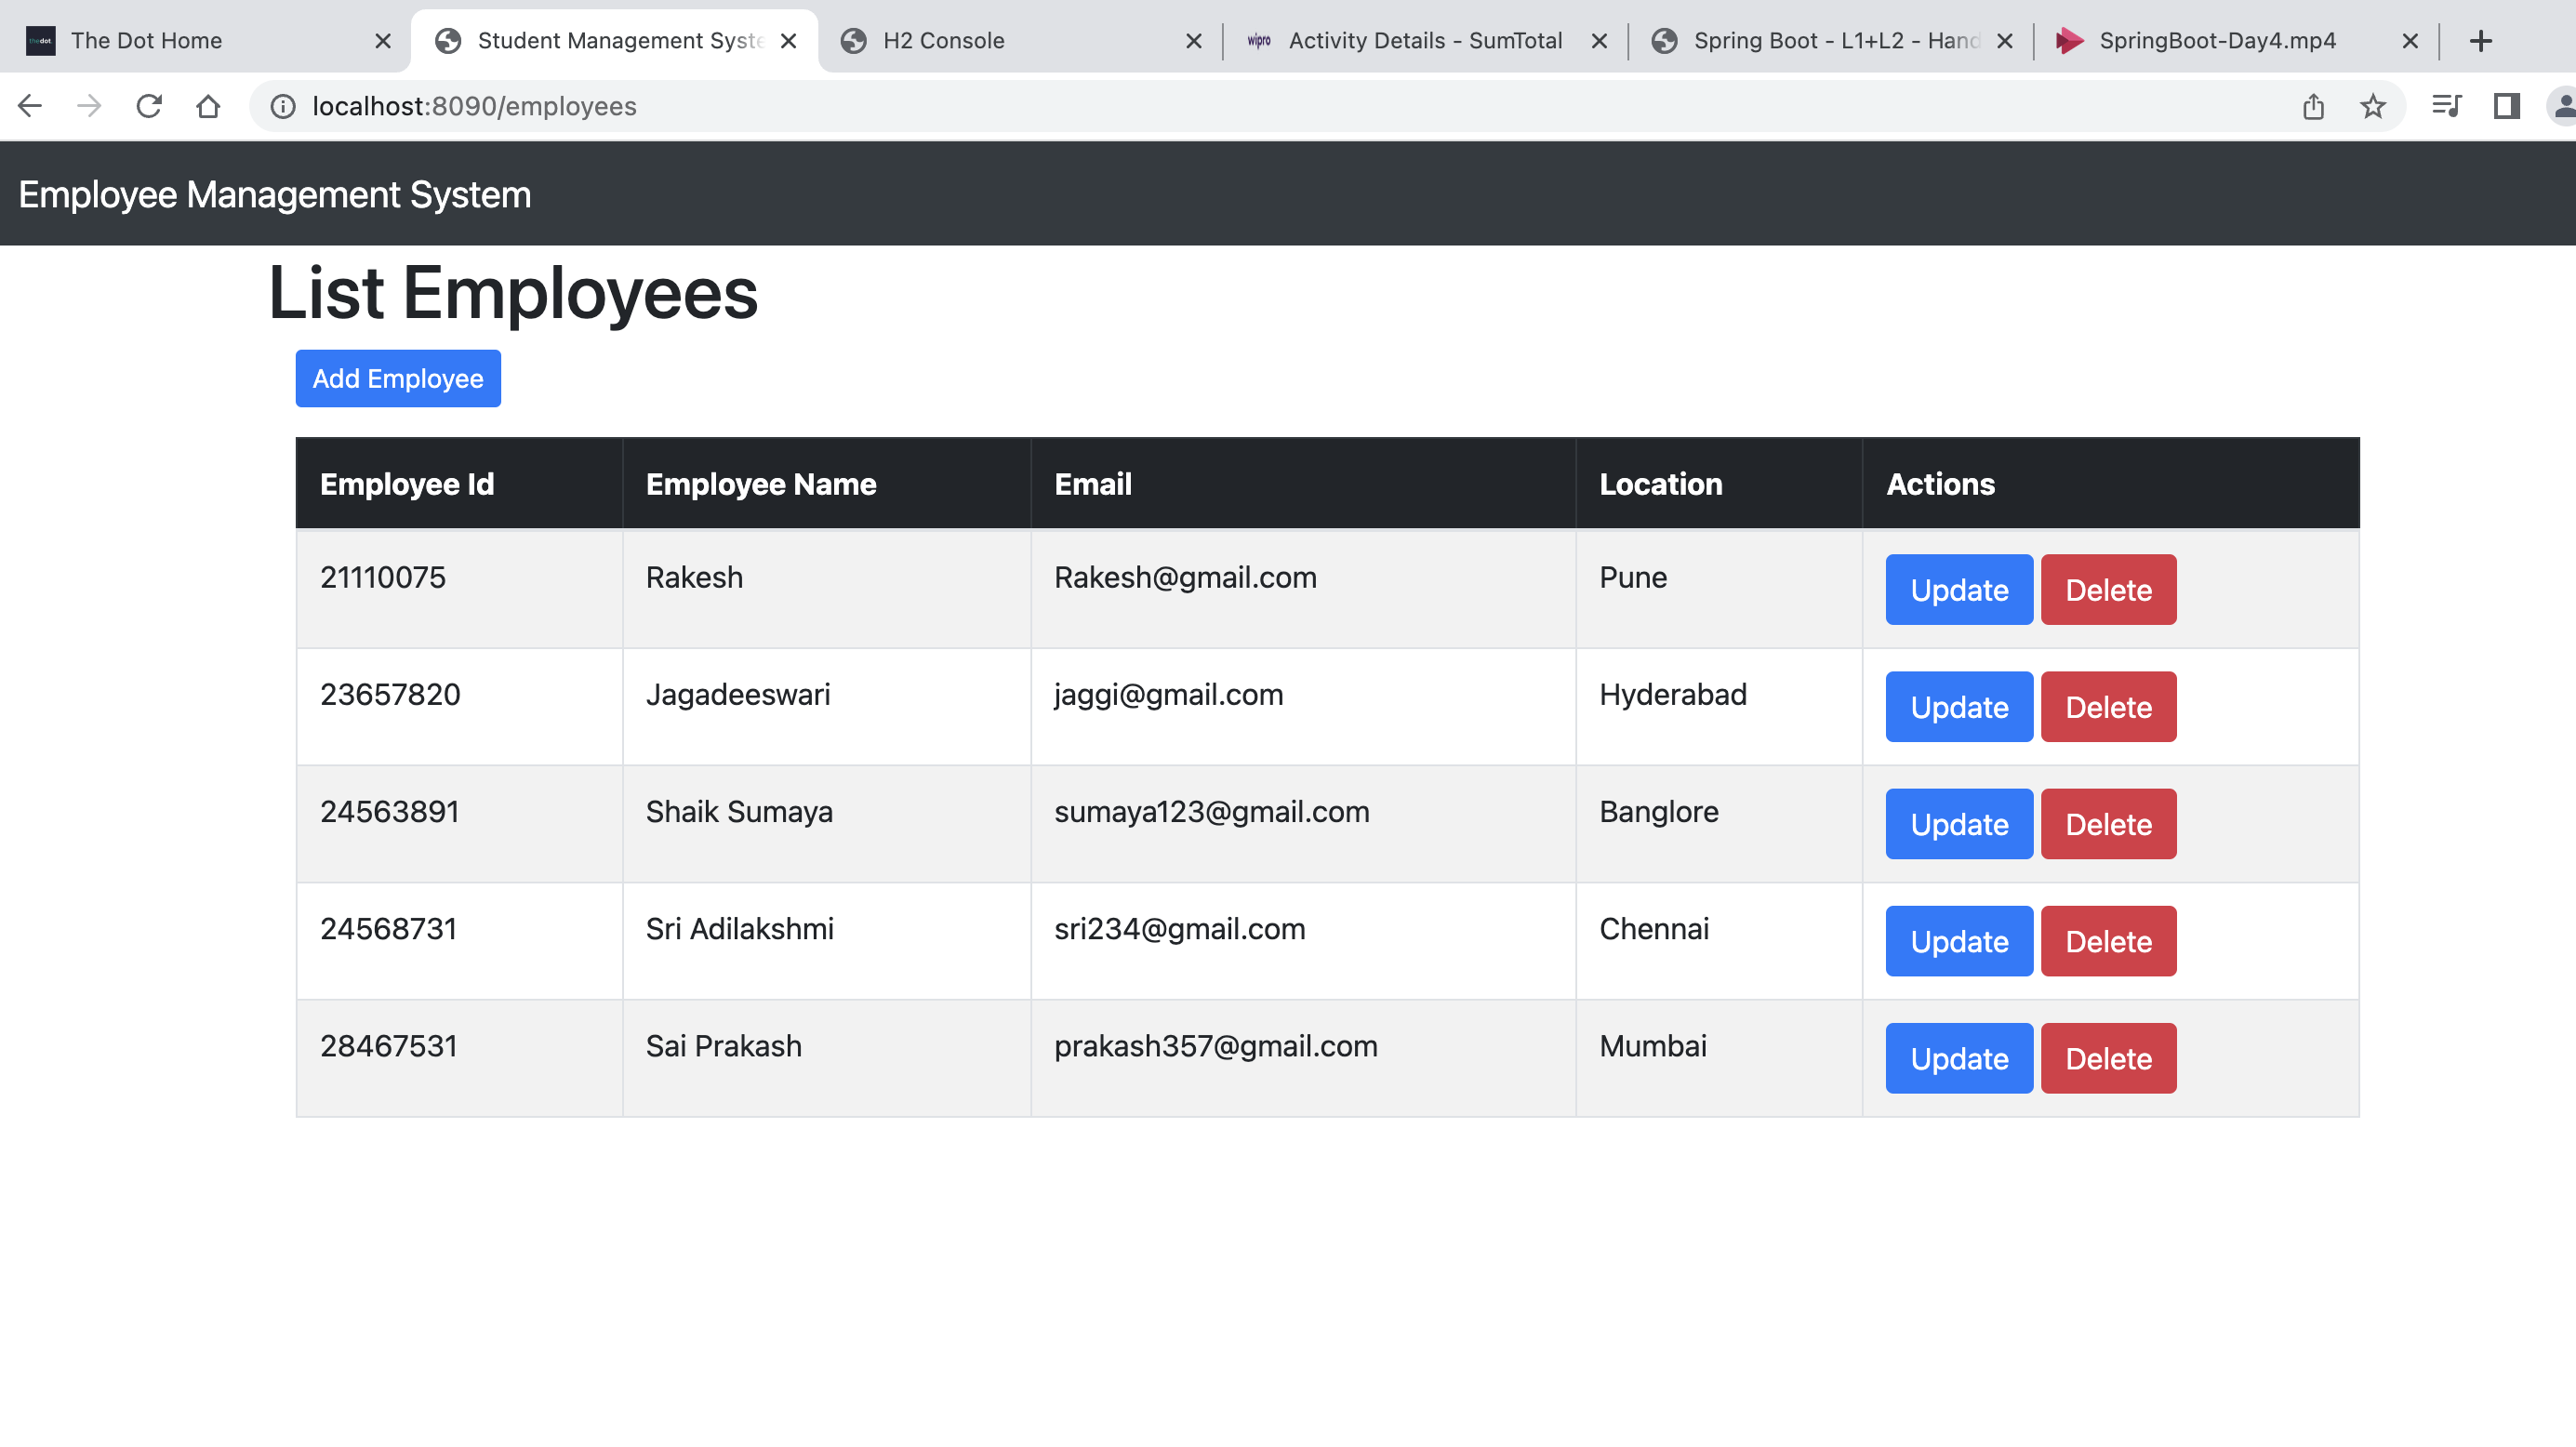 thedot. The Dot Home
Student Management Syste
H2 Console
wipro Activity Details - SumTotal
Spring Boot - L1+L2 - Hand
SpringBoot-Day4.mp4
localhost:8090/employees
Employee Management System
List Employees
Add Employee
Employee Id Employee Name Email Location Actions
21110075 Rakesh Rakesh@gmail.com Pune Update Delete
23657820 Jagadeeswari jaggi@gmail.com Hyderabad Update Delete
24563891 Shaik Sumaya sumaya123@gmail.com Banglore Update Delete
24568731 Sri Adilakshmi sri234@gmail.com Chennai Update Delete
28467531 Sai Prakash prakash357@gmail.com Mumbai Update Delete